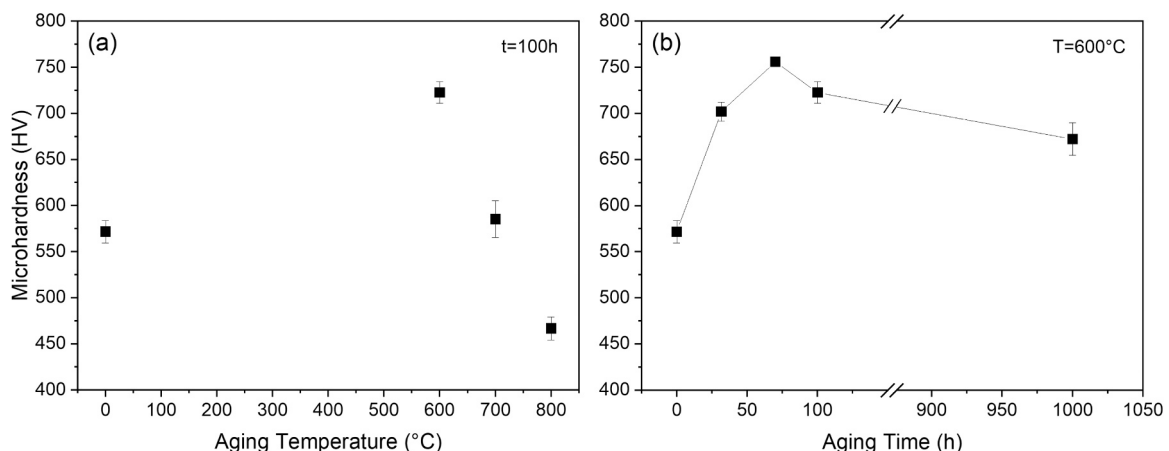 (a)
t=100h
Microhardness (HV)
800
750
700
650
600
550
500
450
400
0 100 200 300 400 500 600 700 800
Aging Temperature (°C)
(b)
T=600°C
800
750
700
650
600
550
500
450
400
0 50 100 900 950 1000 1050
Aging Time (h)